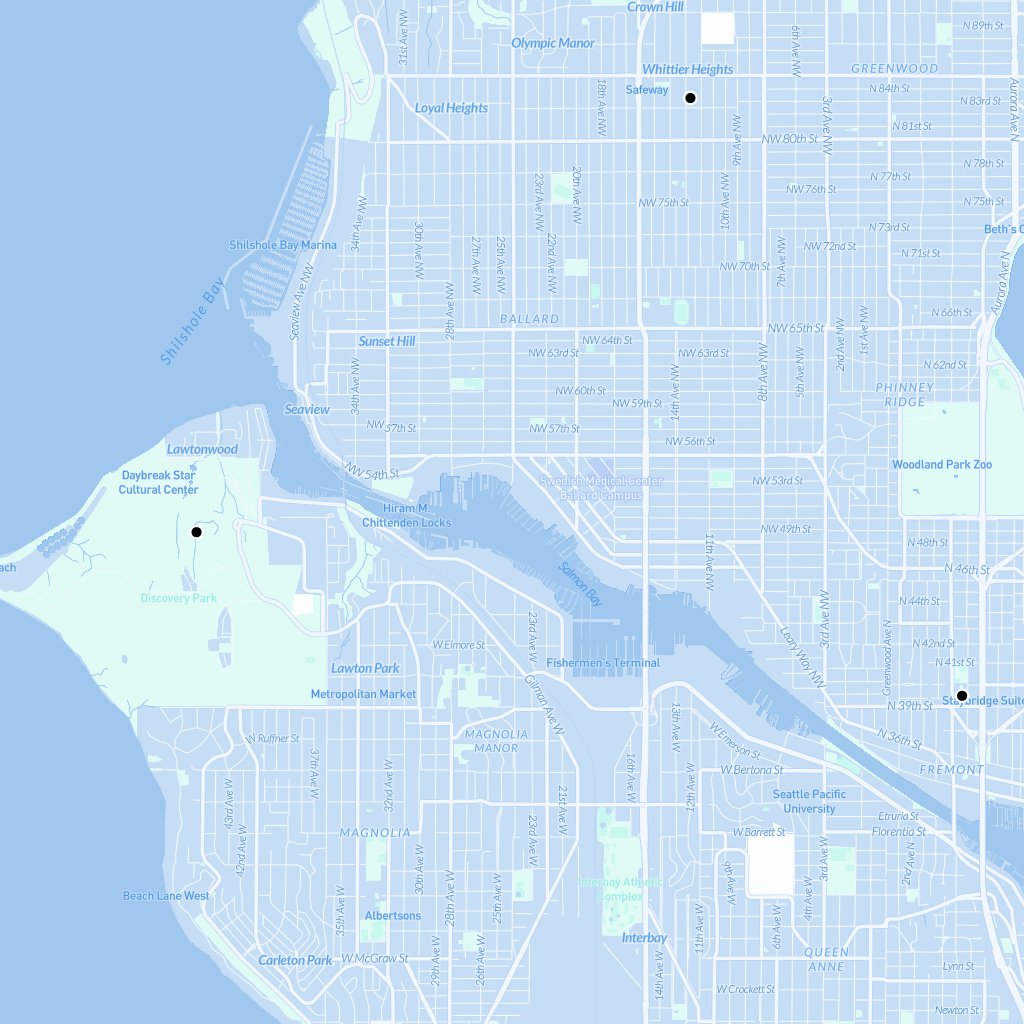 Crown Hill
31st Ave NW
6th Ave NW
N 89th St
Olympic Manor
Whittier Heights
GREENWOOD
Safeway
18th Ave NW
N 84th St
N 83rd St
Aurora Ave N
Loyal Heights
3rd Ave NW
N 81st St
9th Ave NW
NW 80th St
N 78th St
20th Ave NW
N 77th St
23rd Ave NW
10th Ave NW
NW 76th St
NW 75th St
N 75th St
34th Ave NW
30th Ave NW
N 73rd St
Beth's C
Shilshole Bay Marina
27th Ave NW
25th Ave NW
22nd Ave NW
7th Ave NW
NW 72nd St
N 71st St
NW 70th St
Aurora Ave N
Shilshole Bay
Seaview Ave NW
28th Ave NW
N 66th St
BALLARD
NW 65th St
1st Ave NW
2nd Ave NW
Sunset Hill
NW 64th St
NW 63rd St
NW 63rd St
N 62nd St
34th Ave NW
14th Ave NW
8th Ave NW
5th Ave NW
NW 60th St
PHINNEY
RIDGE
Seaview
NW 59th St
NW 57th St
NW 57th St
NW 56th St
Lawtonwood
Woodland Park Zoo
Daybreak Star
Cultural Center
NW 54th St
Swedish Medical Center
Ballard Campus
NW 53rd St
Hiram M.
Chittenden Locks
NW 49th St
N 48th St
11th Ave NW
ach
N 46th St
Salmon Bay
Discovery Park
N 44th St
3rd Ave NW
23rd Ave W
Leary Way NW
Greenwood Ave N
N 42nd St
W Elmore St
N 41st St
Lawton Park
Fishermen's Terminal
Metropolitan Market
Gilman Ave W
Staybridge Suite
N 39th St
13th Ave NW
W Ruffner St
MAGNOLIA
MANOR
W Emerson St
N 36th St
37th Ave W
32nd Ave W
16th Ave W
12th Ave W
W Bertona St
FREMONT
43rd Ave W
21st Ave W
Seattle Pacific
University
23rd Ave W
Etruria St
MAGNOLIA
W Barrett St
Florentia St
42nd Ave W
30th Ave W
3rd Ave W
9th Ave W
2nd Ave N
Beach Lane West
28th Ave W
25th Ave W
Interbay Athletic
Complex
35th Ave W
Albertsons
4th Ave W
6th Ave W
11th Ave W
Interbay
QUEEN
ANNE
Carleton Park
W McGraw St
29th Ave W
26th Ave W
Lynn St
14th Ave W
W Crockett St
Newton St